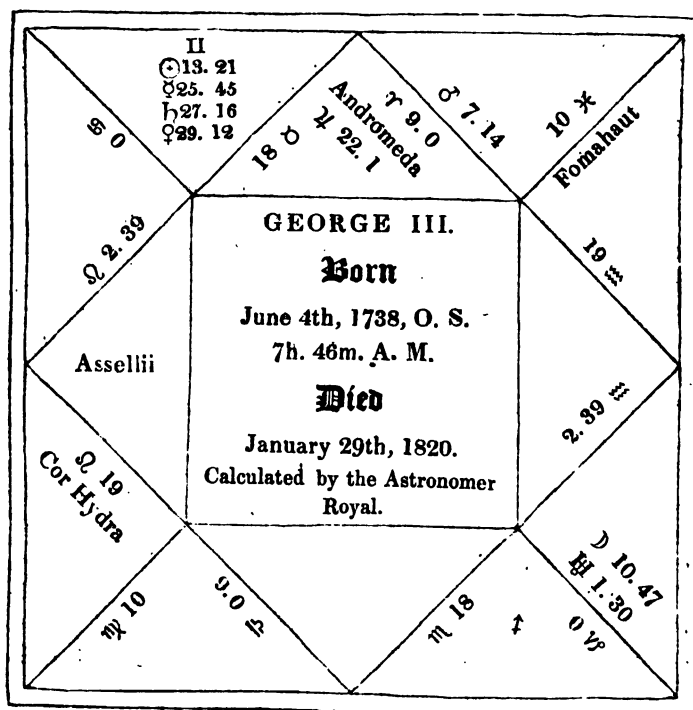 ♊
☉13. 21
☿25. 45
♄27. 16
♀29. 12
♋ 0
18 ♉
♈ 9. 0
Andromeda
♃ 22. 1
♂ 7. 14
10 ♓
Fomahaut
♌ 2. 39
19 ♒
GEORGE III.
Born
June 4th, 1738, O. S.
7h. 46m. A. M.
Died
January 29th, 1820.
Calculated by the Astronomer
Royal.
Assellii
2. 39 ♒
♌ 19
Cor Hydra
☽ 10. 47
♅ 1. 30
♍ 10
9. 0 ♎
♏ 18
♐
0 ♑